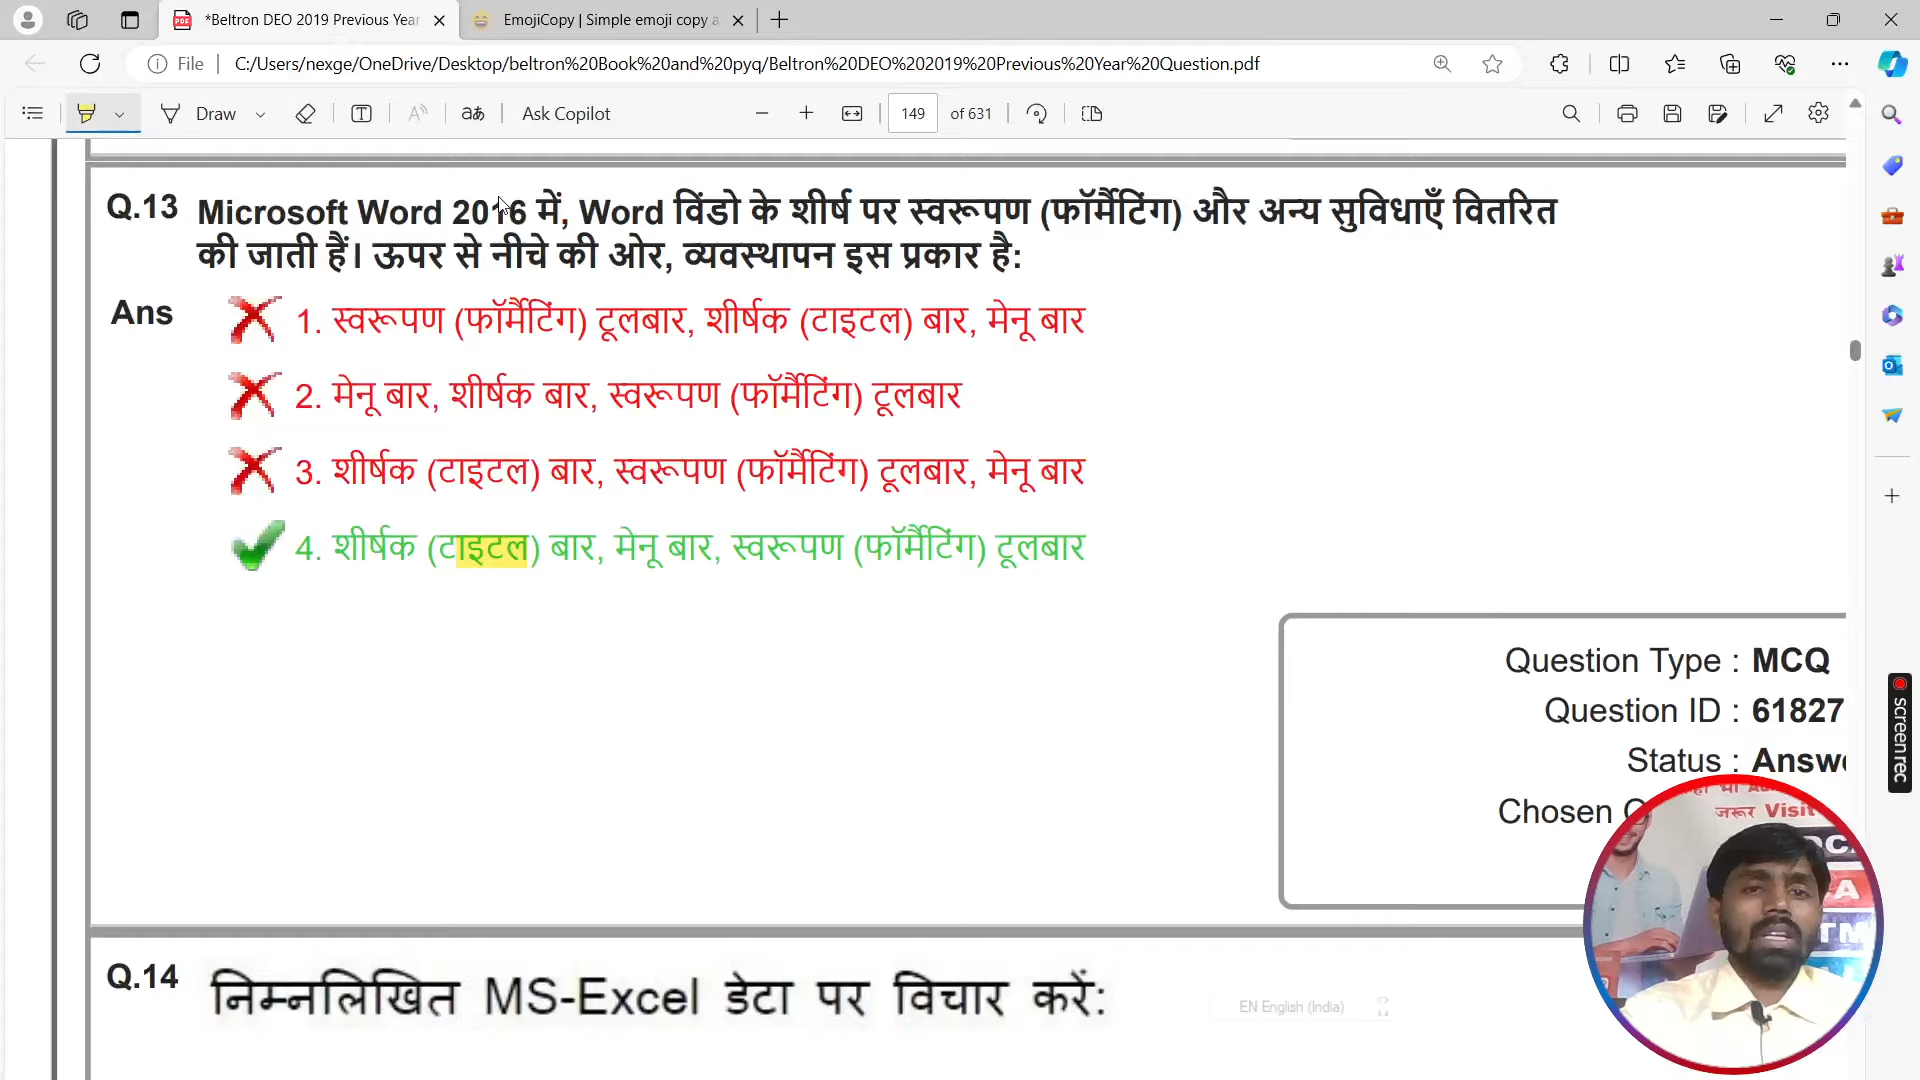 *Beltron DEO 2019 Previous Year
EmojiCopy | Simple emoji copy a
File
C:/Users/nexge/OneDrive/Desktop/beltron%20Book%20and%20pyq/Beltron%20DEO%202019%20Previous%20Year%20Question.pdf
Draw
Ask Copilot
149 of 631
Q.13 Microsoft Word 2016 में, Word विंडो के शीर्ष पर स्वरूपण (फॉर्मैटिंग) और अन्य सुविधाएँ वितरित
की जाती हैं। ऊपर से नीचे की ओर, व्यवस्थापन इस प्रकार है:
Ans 1. स्वरूपण (फॉर्मैटिंग) टूलबार, शीर्षक (टाइटल) बार, मेनू बार
2. मेनू बार, शीर्षक बार, स्वरूपण (फॉर्मैटिंग) टूलबार
3. शीर्षक (टाइटल) बार, स्वरूपण (फॉर्मैटिंग) टूलबार, मेनू बार
4. शीर्षक (टाइटल) बार, मेनू बार, स्वरूपण (फॉर्मैटिंग) टूलबार
Question Type : MCQ
Question ID : 61827
Status : Answe
Chosen O
जरूर Visit
screenrec
Q.14 निम्नलिखित MS-Excel डेटा पर विचार करें:
EN English (India)